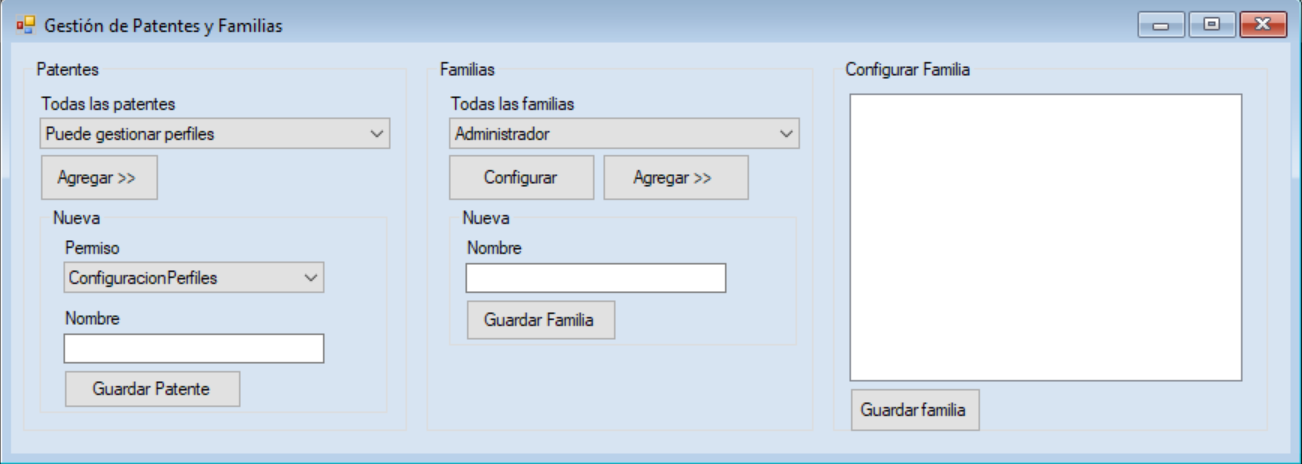 Gestión de Patentes y Familias
Patentes
Todas las patentes
Puede gestionar perfiles
Agregar >>
Nueva
Permiso
ConfiguracionPerfiles
Nombre
Guardar Patente
Familias
Todas las familias
Administrador
Configurar
Agregar >>
Nueva
Nombre
Guardar Familia
Configurar Familia
Guardar familia